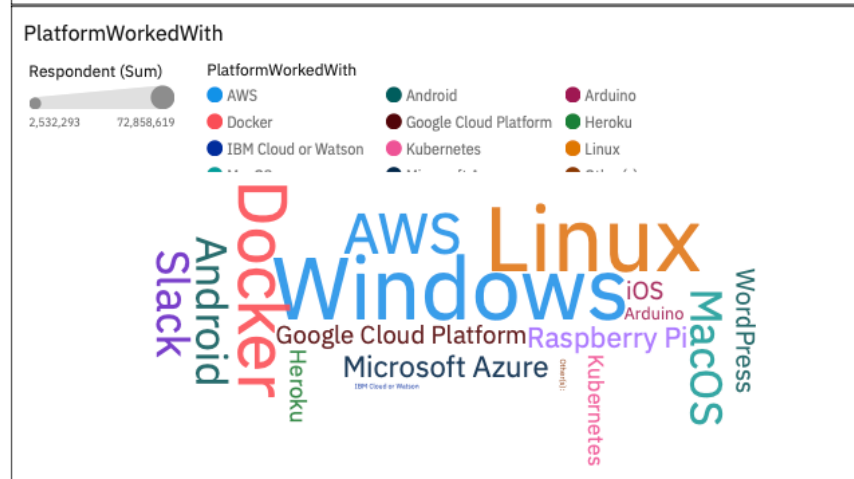 PlatformWorkedWith
Respondent (Sum)
2,532,293 72,858,619
PlatformWorkedWith
AWS Android Arduino
Docker Google Cloud Platform Heroku
IBM Cloud or Watson Kubernetes Linux
Docker
AWS
Linux
Slack
Android
Windows
iOS
Arduino
WordPress
Google Cloud Platform
Raspberry Pi
MacOS
Heroku
Microsoft Azure
IBM Cloud or Watson
Other(s):
Kubernetes